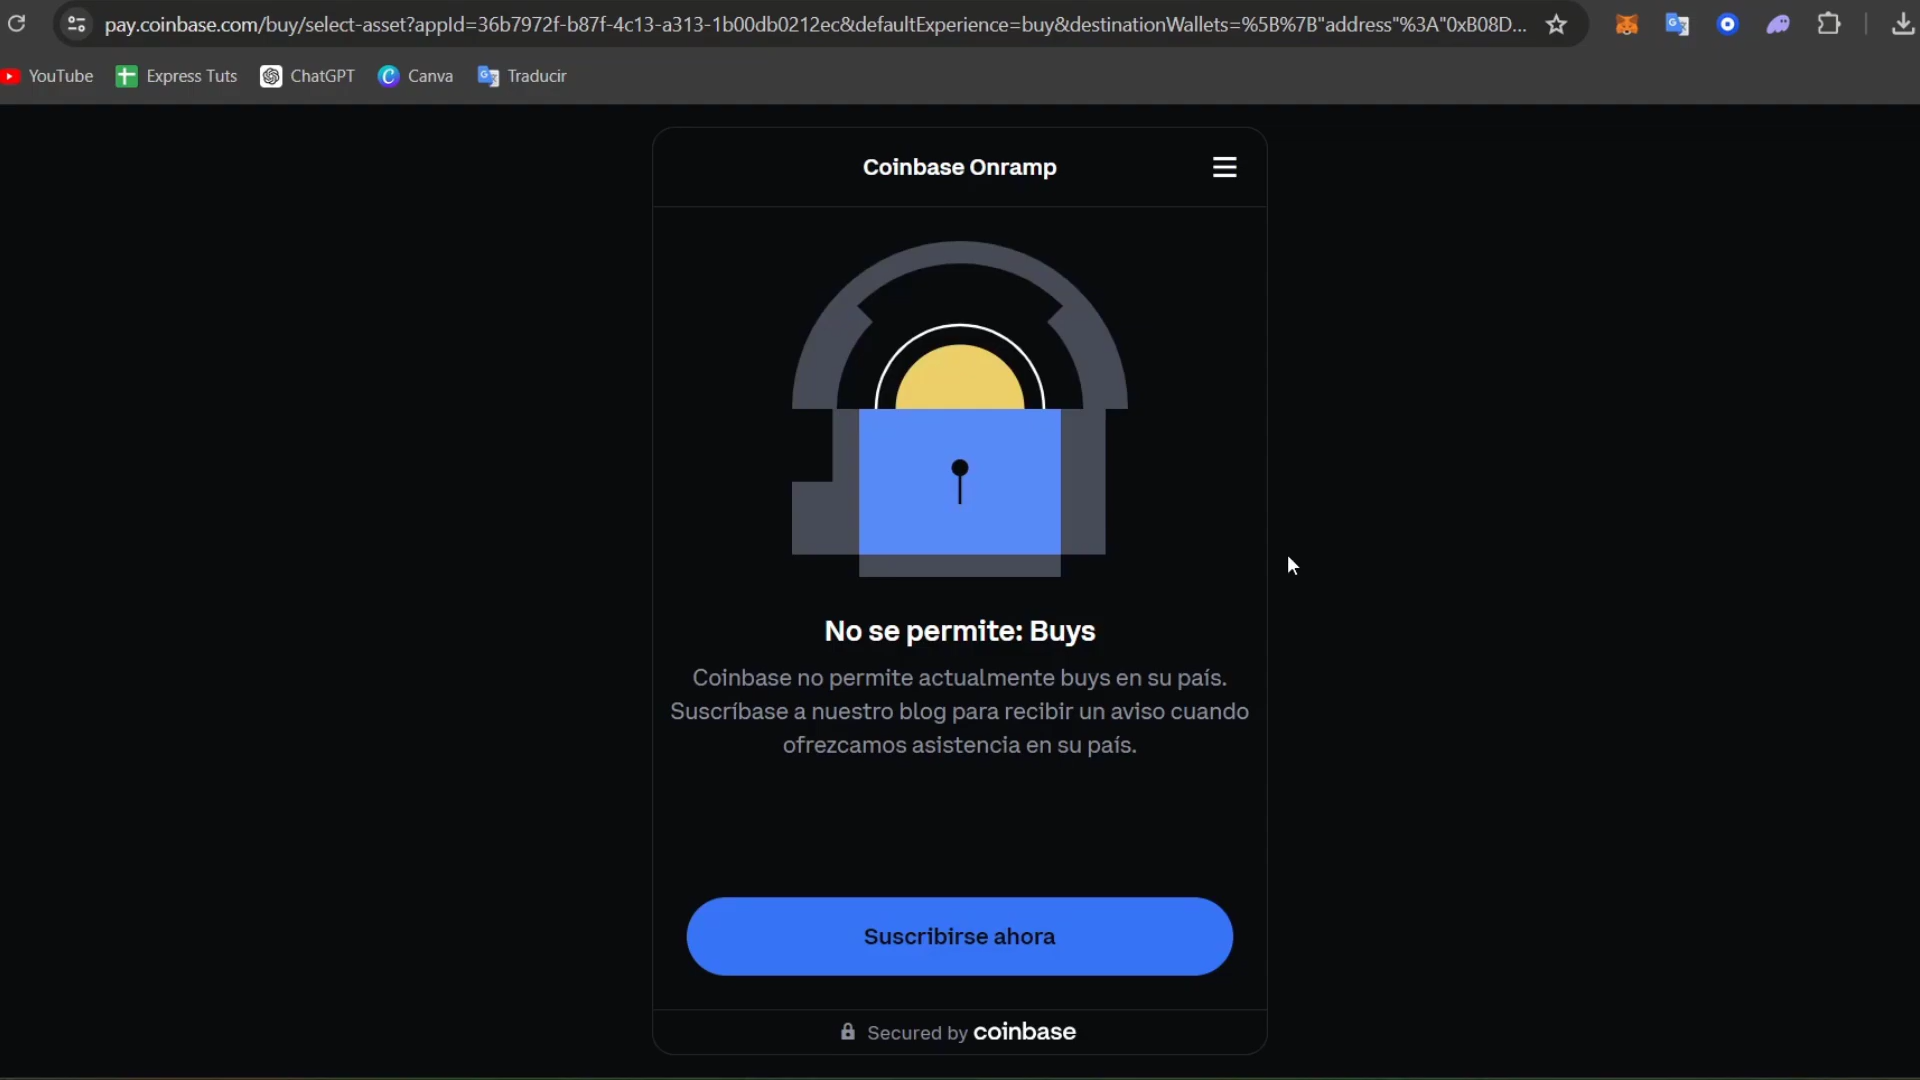 pay.coinbase.com/buy/select-asset?appId=36b7972f-b87f-4c13-a313-1b00db0212ec&defaultExperience=buy&destinationWallets=%5B%7B"address"%3A"0xB08D...
YouTube Express Tuts ChatGPT Canva Traducir
Coinbase Onramp
No se permite: Buys
Coinbase no permite actualmente buys en su país.
Suscríbase a nuestro blog para recibir un aviso cuando
ofrezcamos asistencia en su país.
Suscribirse ahora
Secured by coinbase